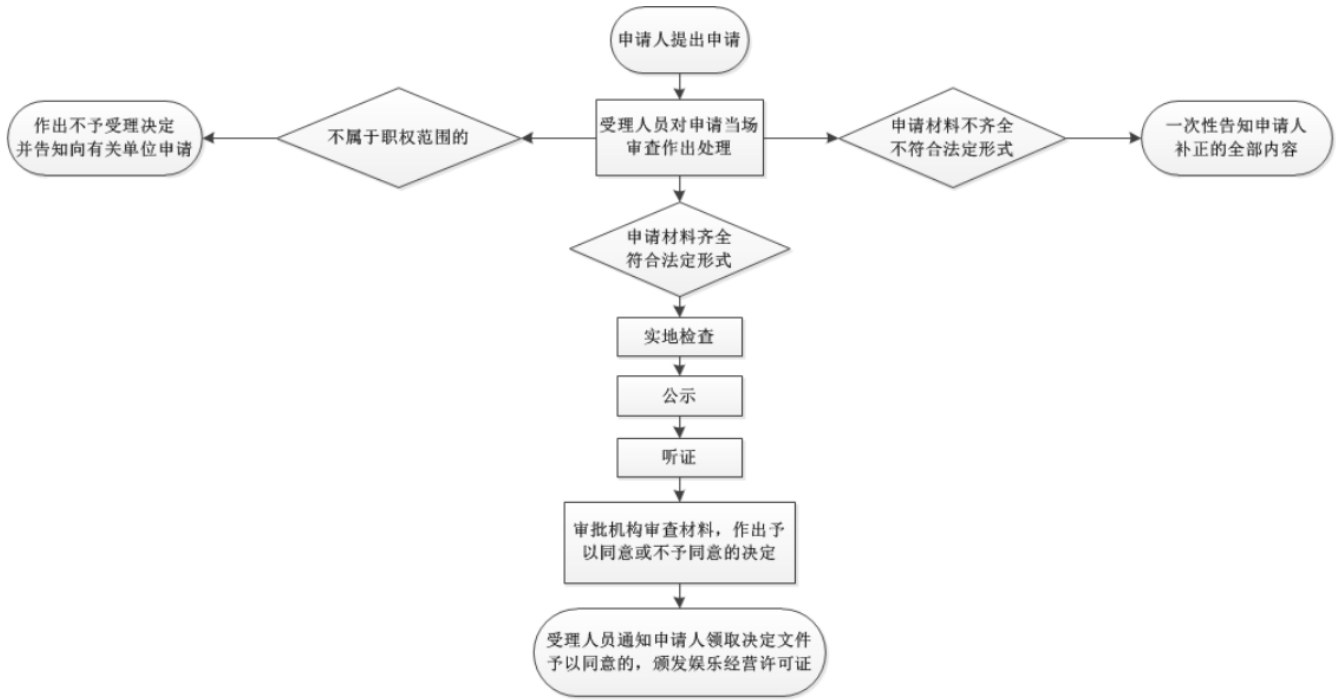 申请人提出申请
作出不予受理决定
并告知向有关单位申请
不属于职权范围的
受理人员对申请当场
审查作出处理
申请材料不齐全
不符合法定形式
一次性告知申请人
补正的全部内容
申请材料齐全
符合法定形式
实地检查
公示
听证
审批机构审查材料，作出予
以同意或不予同意的决定
受理人员通知申请人领取决定文件
予以同意的，颁发娱乐经营许可证